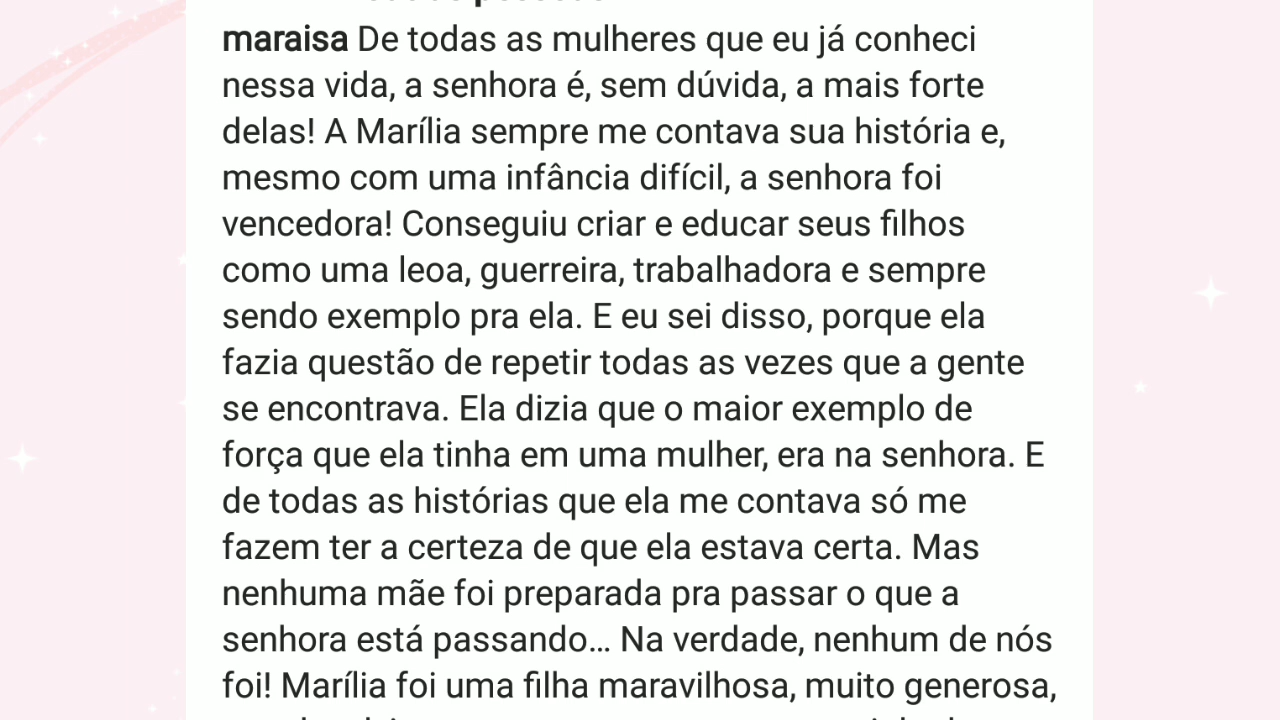 maraisa De todas as mulheres que eu já conheci
nessa vida, a senhora é, sem dúvida, a mais forte
delas! A Marília sempre me contava sua história e,
mesmo com uma infância difícil, a senhora foi
vencedora! Conseguiu criar e educar seus filhos
como uma leoa, guerreira, trabalhadora e sempre
sendo exemplo pra ela. E eu sei disso, porque ela
fazia questão de repetir todas as vezes que a gente
se encontrava. Ela dizia que o maior exemplo de
força que ela tinha em uma mulher, era na senhora. E
de todas as histórias que ela me contava só me
fazem ter a certeza de que ela estava certa. Mas
nenhuma mãe foi preparada pra passar o que a
senhora está passando… Na verdade, nenhum de nós
foi! Marília foi uma filha maravilhosa, muito generosa,